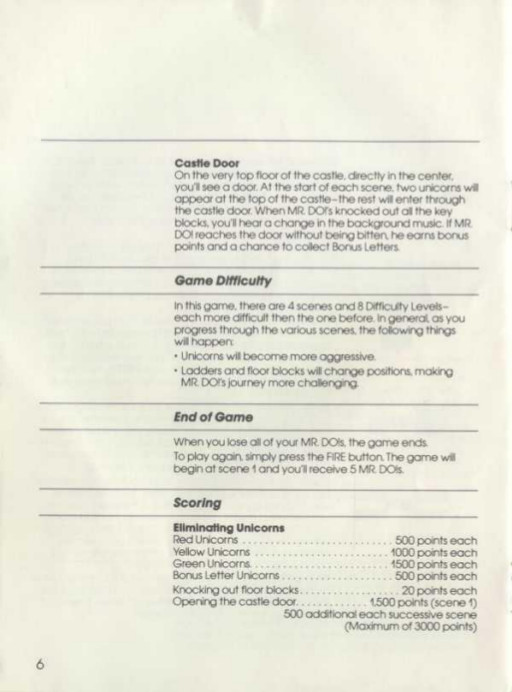 Castle Door
On the very top floor of the castle, directly in the center,
you'll see a door. At the start of each scene, two unicorns will
appear at the top of the castle–the rest will enter through
the castle door. When MR. DO!'s knocked out all the key
blocks, you'll hear a change in the background music. If MR.
DO! reaches the door without being bitten, he earns bonus
points and a chance to collect Bonus Letters.
Game Difficulty
In this game, there are 4 scenes and 8 Difficulty Levels–
each more difficult then the one before. In general, as you
progress through the various scenes, the following things
will happen:
• Unicorns will become more aggressive.
• Ladders and floor blocks will change positions, making
MR. DO!'s journey more challenging.
End of Game
When you lose all of your MR. DO!s, the game ends.
To play again, simply press the FIRE button. The game will
begin at scene 1 and you'll receive 5 MR. DO!s.
Scoring
Eliminating Unicorns
Red Unicorns . . . . . . . . . . . . . . . . . . . . . . . . . . 500 points each
Yellow Unicorns . . . . . . . . . . . . . . . . . . . . . . . 1000 points each
Green Unicorns. . . . . . . . . . . . . . . . . . . . . . . . 1500 points each
Bonus Letter Unicorns . . . . . . . . . . . . . . . . . . . 500 points each
Knocking out floor blocks. . . . . . . . . . . . . . . . . 20 points each
Opening the castle door. . . . . . . . . . . . . 1,500 points (scene 1)
500 additional each successive scene
(Maximum of 3000 points)
6